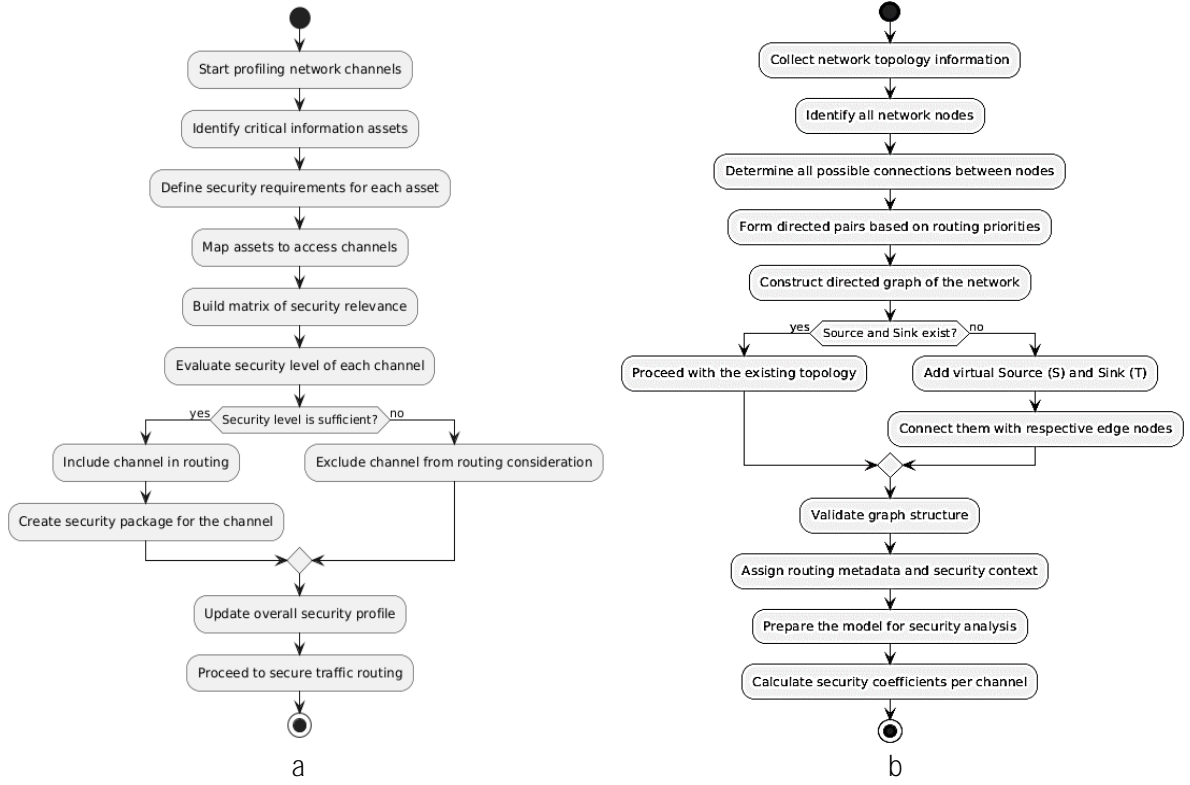 Start profiling network channels
Identify critical information assets
Define security requirements for each asset
Map assets to access channels
Build matrix of security relevance
Evaluate security level of each channel
yes
Security level is sufficient?
no
Include channel in routing
Exclude channel from routing consideration
Create security package for the channel
Update overall security profile
Proceed to secure traffic routing
a
Collect network topology information
Identify all network nodes
Determine all possible connections between nodes
Form directed pairs based on routing priorities
Construct directed graph of the network
yes
Source and Sink exist?
no
Proceed with the existing topology
Add virtual Source (S) and Sink (T)
Connect them with respective edge nodes
Validate graph structure
Assign routing metadata and security context
Prepare the model for security analysis
Calculate security coefficients per channel
b